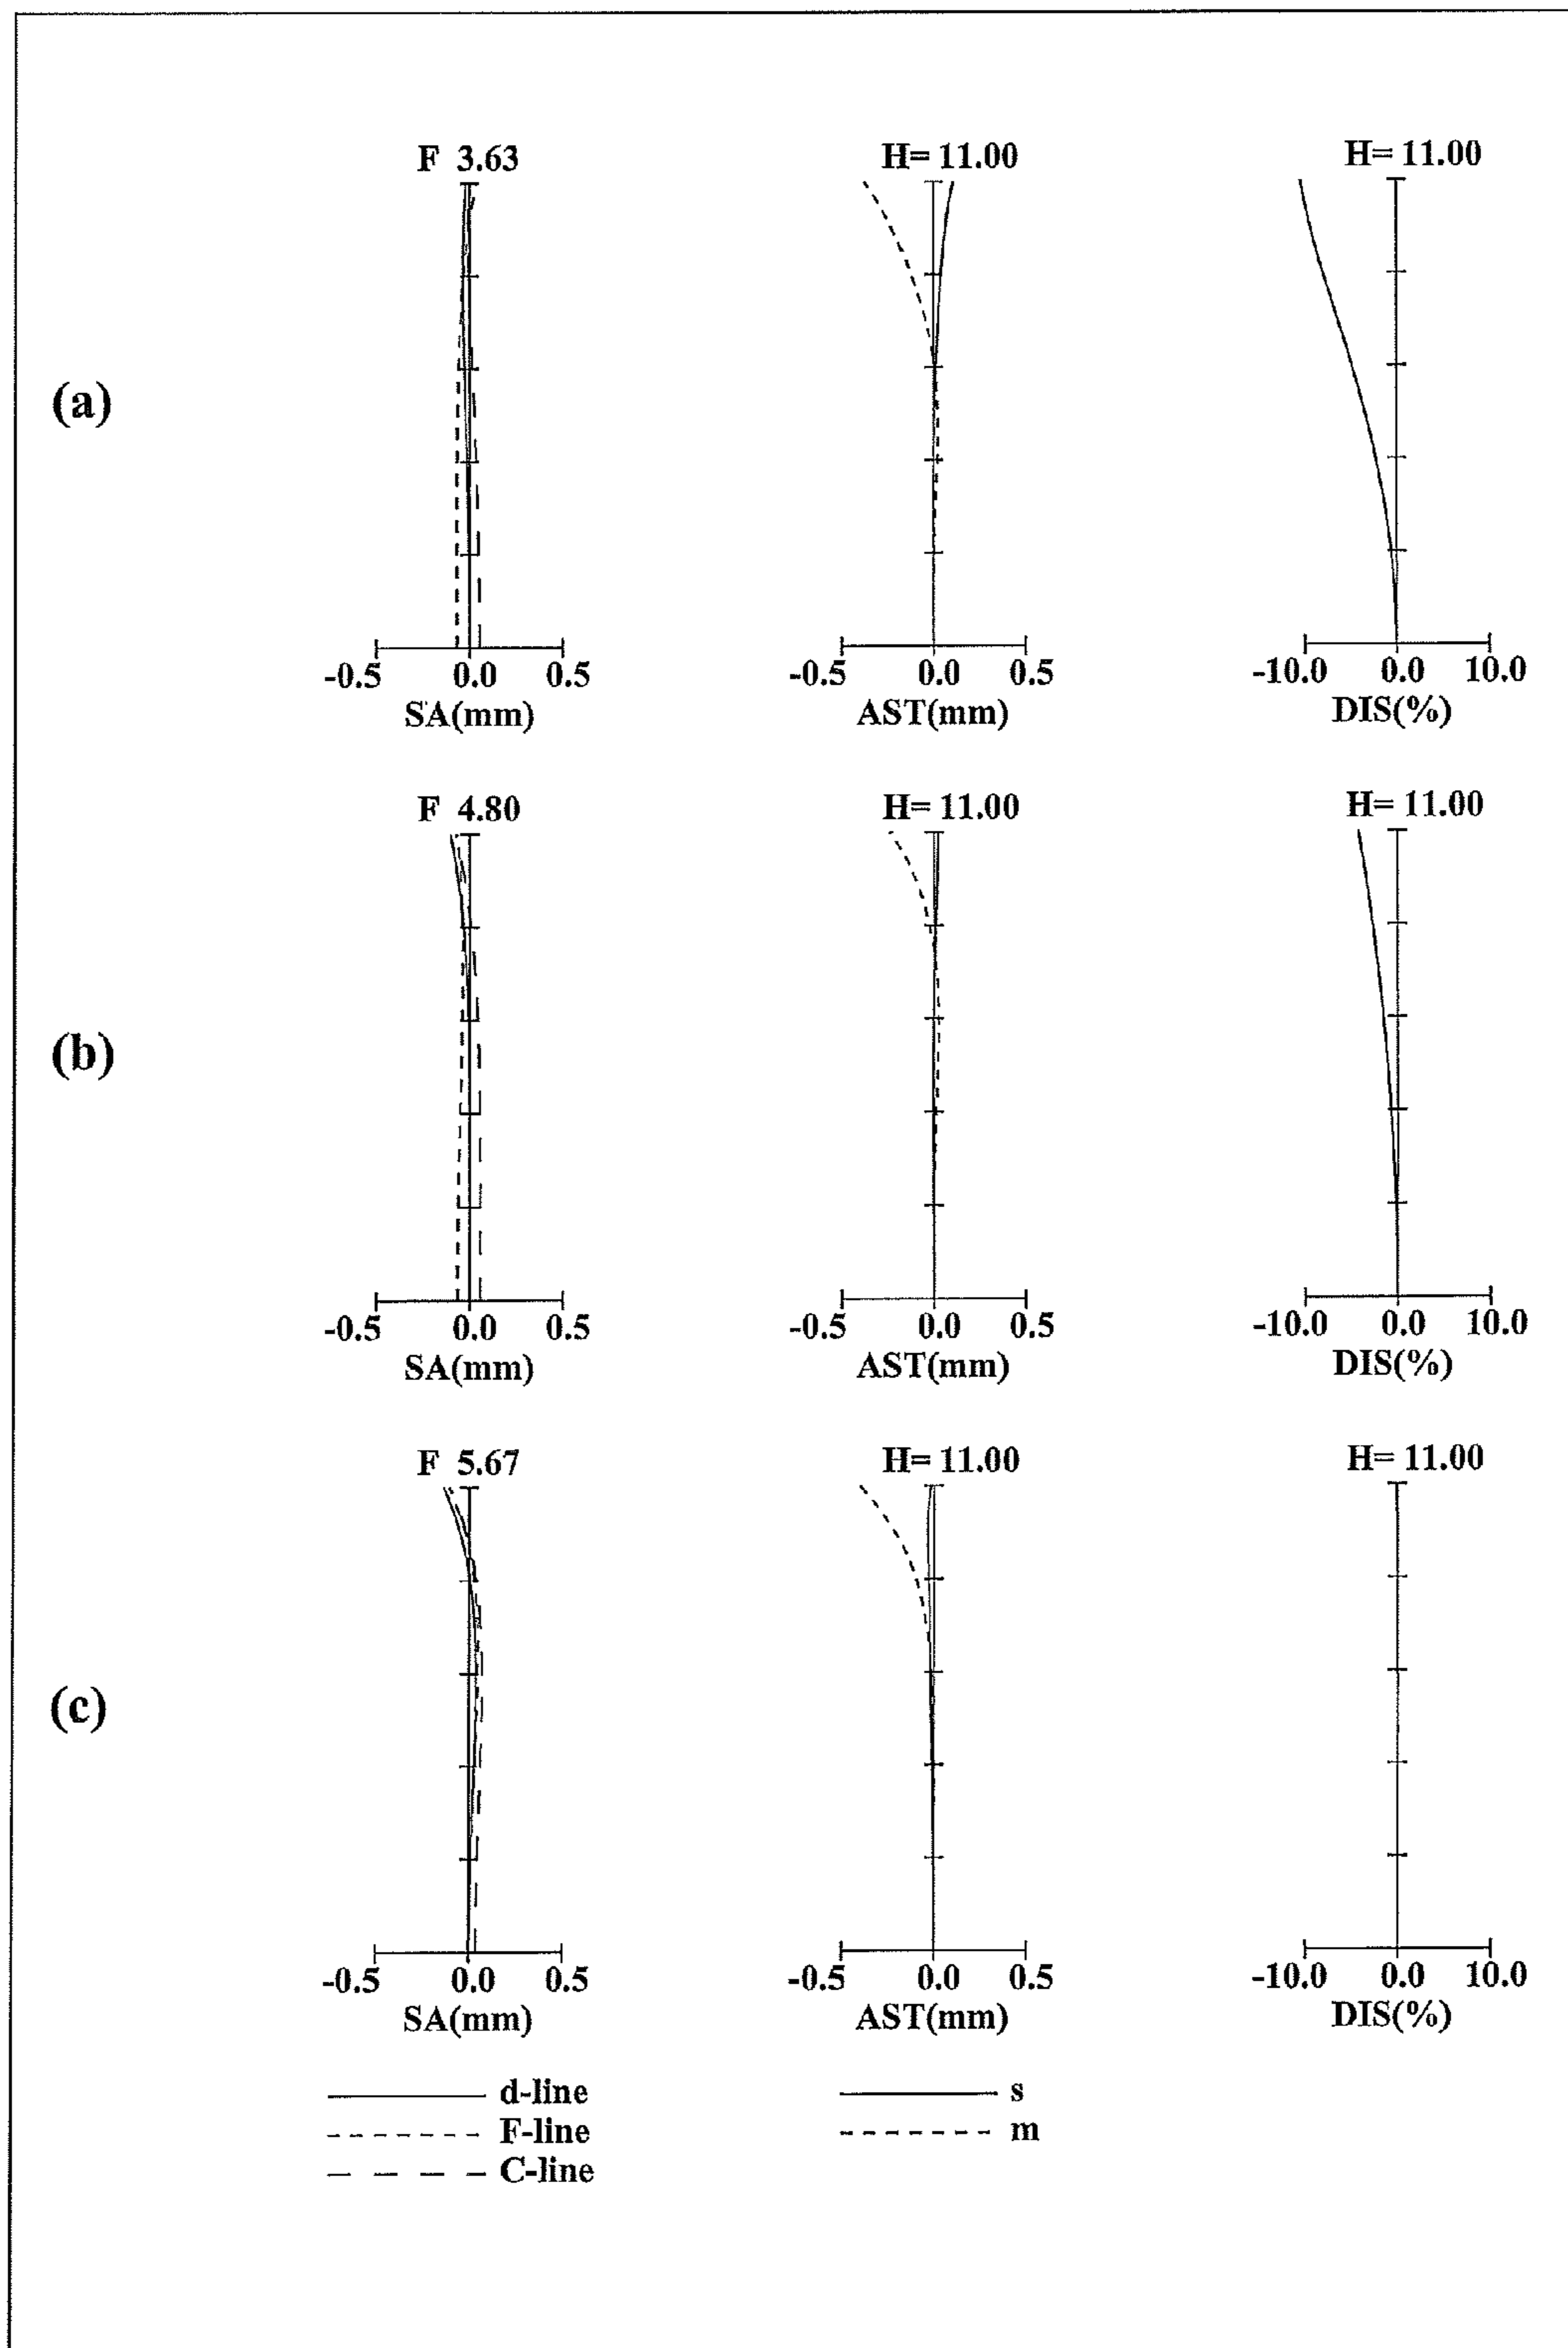 F 3.63 H= 11.00 H= 11.00
(a)
-0.5 0.0 0.5 -0.5 0.0 0.5 -10.0 0.0 10.0
SA(mm) AST(mm) DIS(%)
F 4.80 H= 11.00 H= 11.00
(b)
-0.5 0.0 0.5 -0.5 0.0 0.5 -10.0 0.0 10.0
SA(mm) AST(mm) DIS(%)
F 5.67 H= 11.00 H= 11.00
(c)
-0.5 0.0 0.5 -0.5 0.0 0.5 -10.0 0.0 10.0
SA(mm) AST(mm) DIS(%)
d-line s
F-line m
C-line